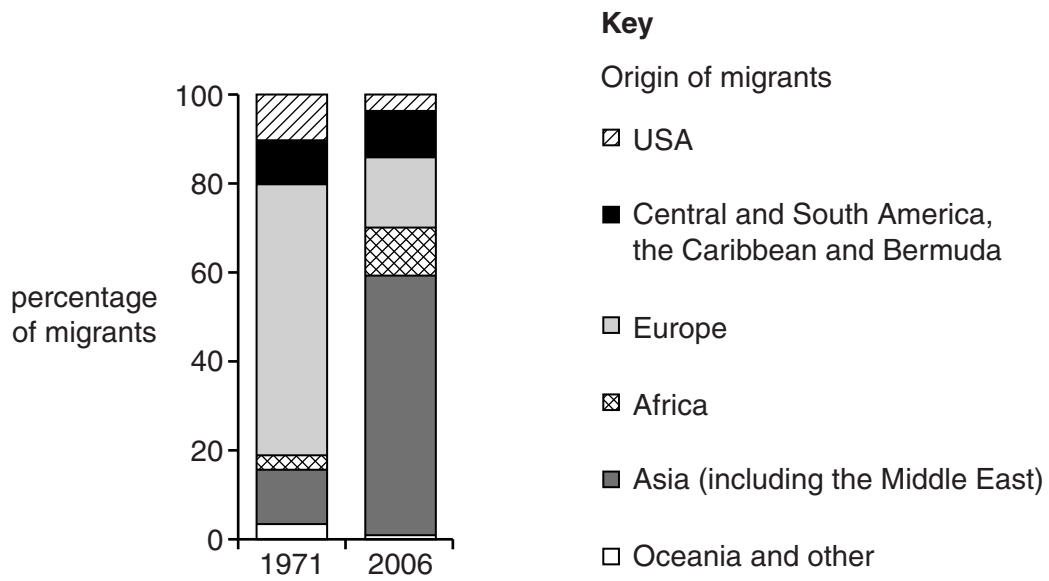 Key
Origin of migrants
USA
Central and South America,
the Caribbean and Bermuda
Europe
Africa
Asia (including the Middle East)
Oceania and other
percentage
of migrants
100
80
60
40
20
0
1971 2006